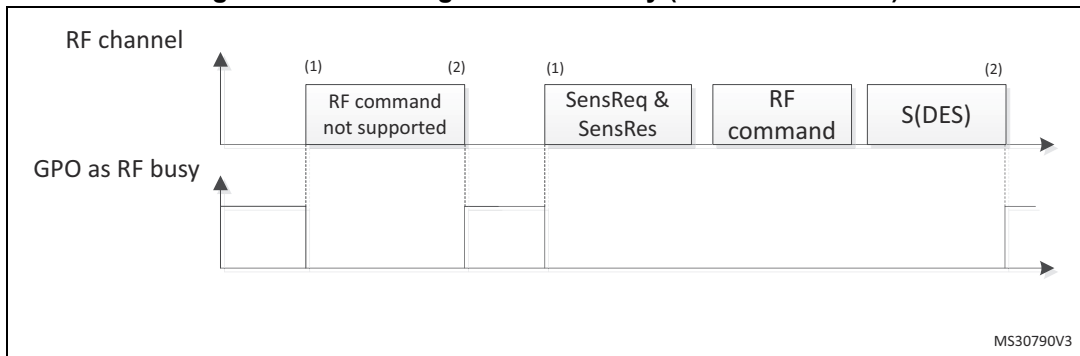 RF channel
(1)
(2)
(1)
(2)
RF command
not supported
SensReq &
SensRes
RF
command
S(DES)
GPO as RF busy
MS30790V3